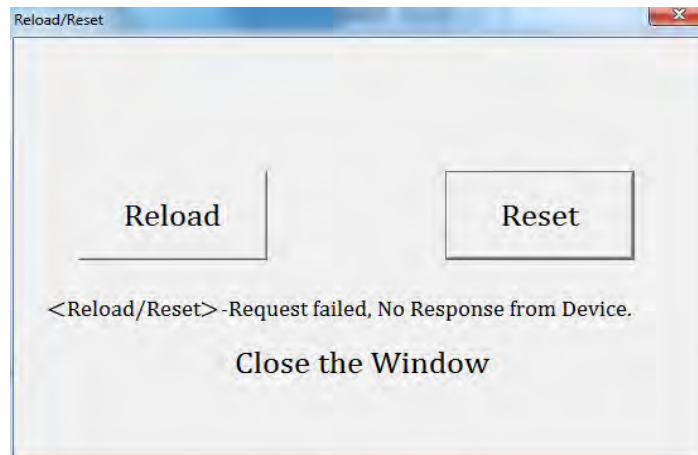 Reload/Reset
Reload
Reset
<Reload/Reset>-Request failed, No Response from Device.
Close the Window